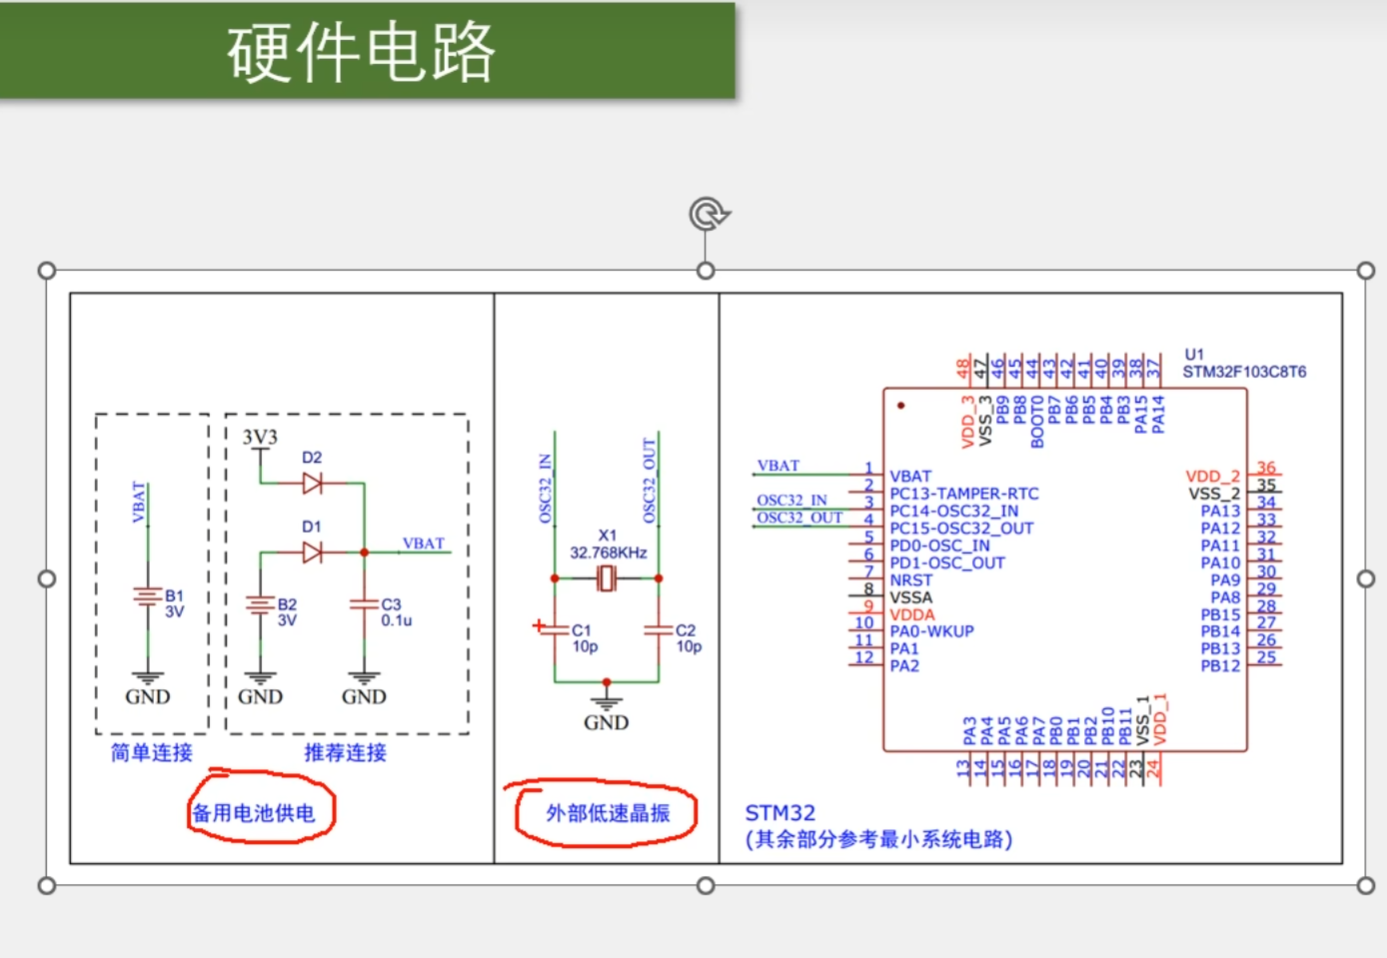 硬件电路
3V3
D2
D1
VBAT
VBAT
B1
3V
B2
3V
C3
0.1u
GND
GND
GND
简单连接
推荐连接
备用电池供电
OSC32_IN
OSC32_OUT
X1
32.768KHz
C1
10p
C2
10p
GND
外部低速晶振
U1
STM32F103C8T6
48
47
46
45
44
43
42
41
40
39
38
37
VDD_3
VSS_3
PB9
PB8
BOOT0
PB7
PB6
PB5
PB4
PB3
PA15
PA14
VBAT
OSC32_IN
OSC32_OUT
1 VBAT
2 PC13-TAMPER-RTC
3 PC14-OSC32_IN
4 PC15-OSC32_OUT
5 PD0-OSC_IN
6 PD1-OSC_OUT
7 NRST
8 VSSA
9 VDDA
10 PA0-WKUP
11 PA1
12 PA2
VDD_2 36
VSS_2 35
PA13 34
PA12 33
PA11 32
PA10 31
PA9 30
PA8 29
PB15 28
PB14 27
PB13 26
PB12 25
PA3
PA4
PA5
PA6
PA7
PB0
PB1
PB2
PB10
PB11
VSS_1
VDD_1
13
14
15
16
17
18
19
20
21
22
23
24
STM32
(其余部分参考最小系统电路)